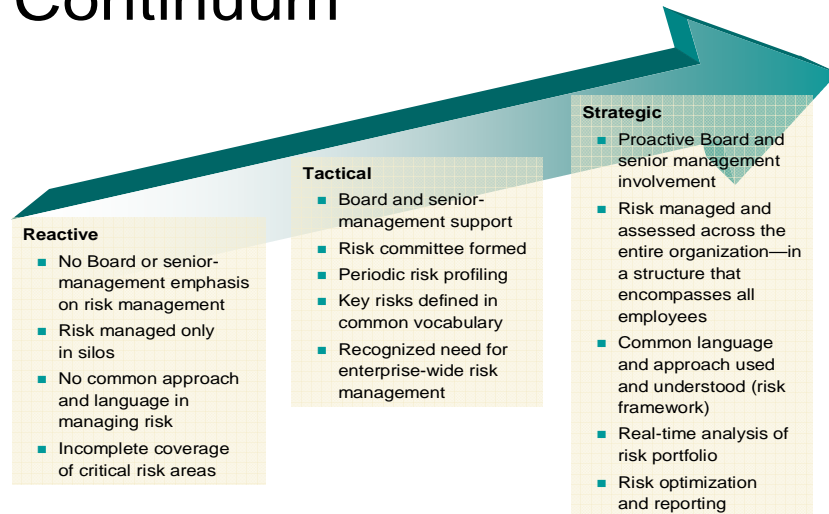 Continuum
Reactive
No Board or senior-
management emphasis
on risk management
Risk managed only
in silos
No common approach
and language in
managing risk
Incomplete coverage
of critical risk areas
Tactical
Board and senior-
management support
Risk committee formed
Periodic risk profiling
Key risks defined in
common vocabulary
Recognized need for
enterprise-wide risk
management
Strategic
Proactive Board and
senior management
involvement
Risk managed and
assessed across the
entire organization—in
a structure that
encompasses all
employees
Common language
and approach used
and understood (risk
framework)
Real-time analysis of
risk portfolio
Risk optimization
and reporting